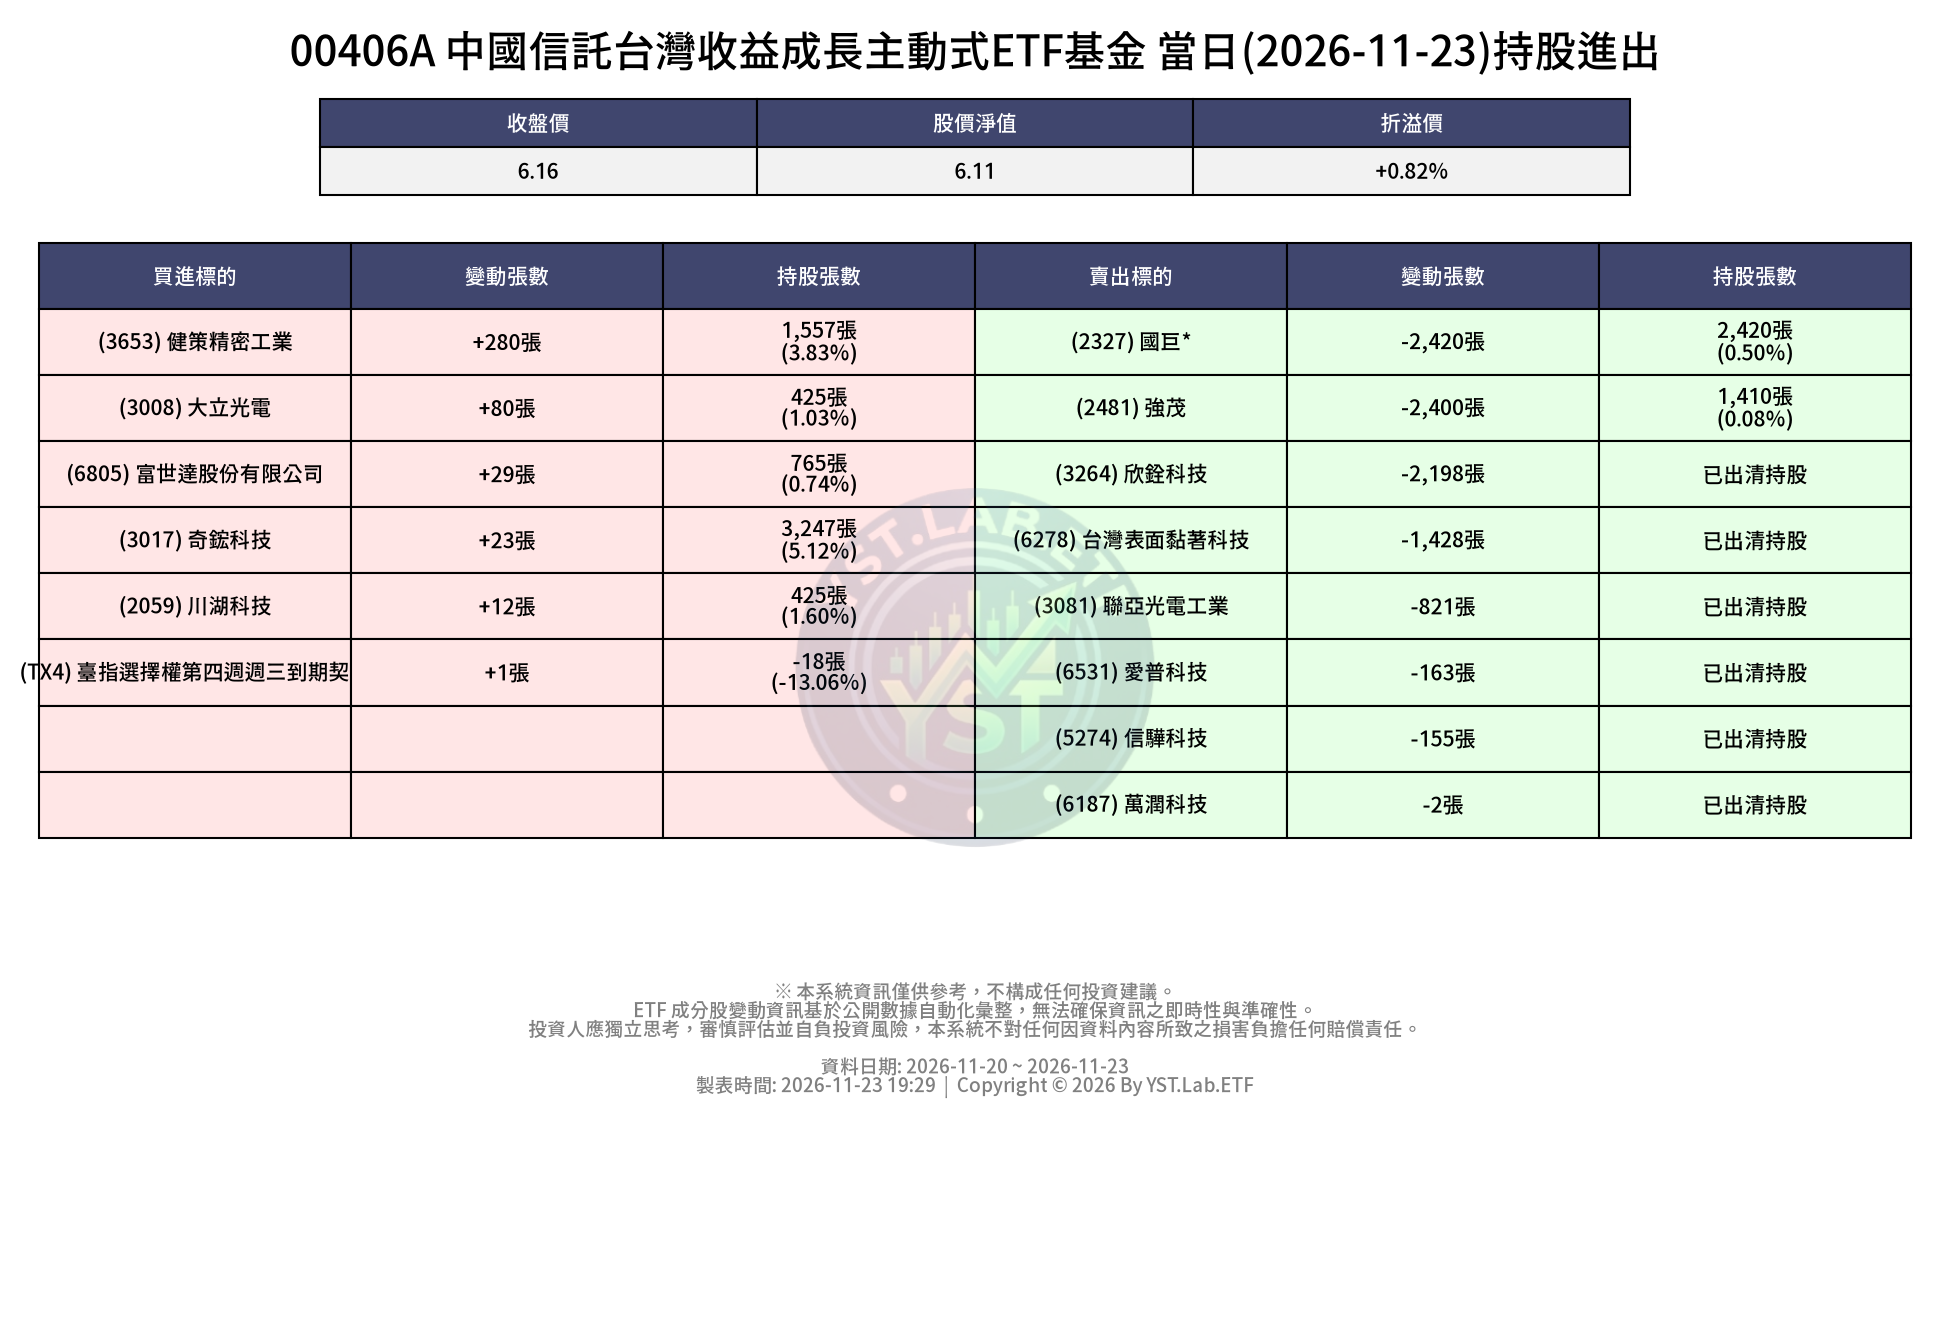 00406A 中國信託台灣收益成長主動式ETF基金 當日(2026-11-23)持股進出
收盤價 股價淨值 折溢價
6.16 6.11 +0.82%
買進標的 變動張數 持股張數 賣出標的 變動張數 持股張數
(3653) 健策精密工業 +280張 1,557張 (3.83%) (2327) 國巨* -2,420張 2,420張 (0.50%)
(3008) 大立光電 +80張 425張 (1.03%) (2481) 強茂 -2,400張 1,410張 (0.08%)
(6805) 富世達股份有限公司 +29張 765張 (0.74%) (3264) 欣銓科技 -2,198張 已出清持股
(3017) 奇鋐科技 +23張 3,247張 (5.12%) (6278) 台灣表面黏著科技 -1,428張 已出清持股
(2059) 川湖科技 +12張 425張 (1.60%) (3081) 聯亞光電工業 -821張 已出清持股
(TX4) 臺指選擇權第四週週三到期契 +1張 -18張 (-13.06%) (6531) 愛普科技 -163張 已出清持股
(5274) 信驊科技 -155張 已出清持股
(6187) 萬潤科技 -2張 已出清持股
YST.LAB.ETF
YST
※ 本系統資訊僅供參考，不構成任何投資建議。
ETF 成分股變動資訊基於公開數據自動化彙整，無法確保資訊之即時性與準確性。
投資人應獨立思考，審慎評估並自負投資風險，本系統不對任何因資料內容所致之損害負擔任何賠償責任。
資料日期: 2026-11-20 ~ 2026-11-23
製表時間: 2026-11-23 19:29 | Copyright © 2026 By YST.Lab.ETF